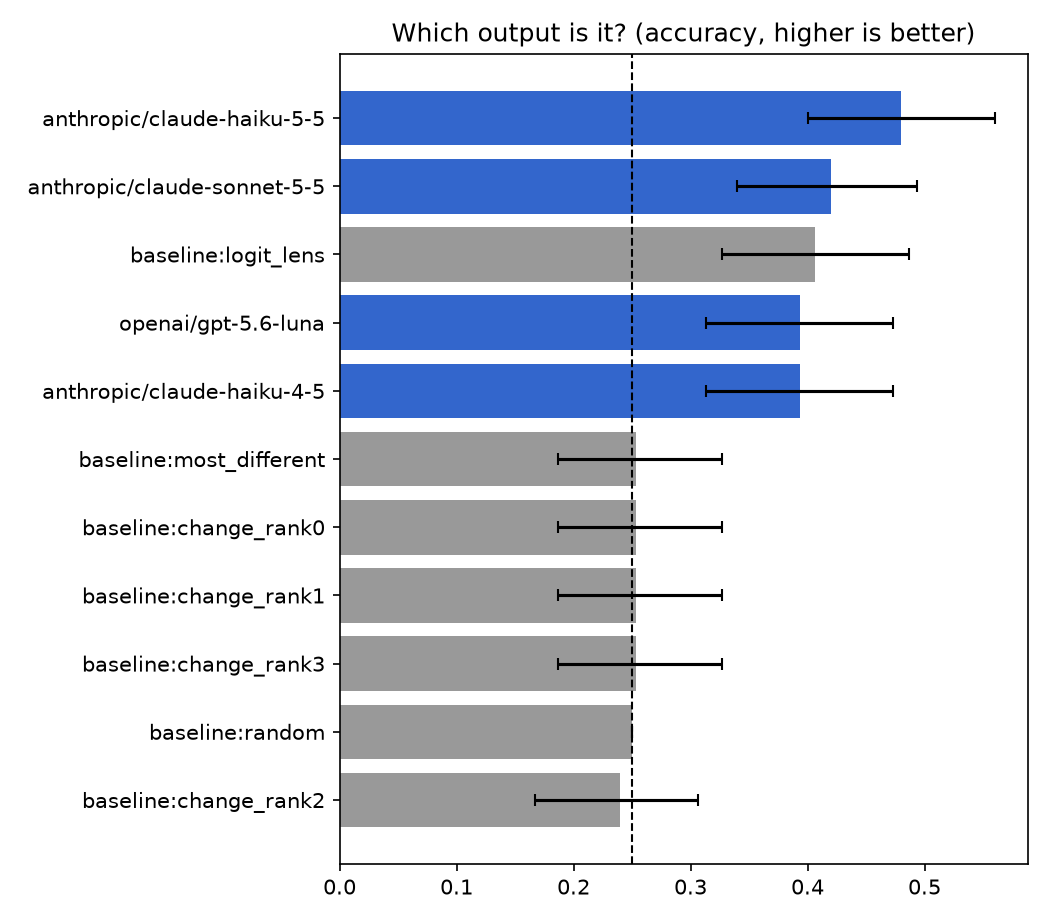 Which output is it? (accuracy, higher is better)
anthropic/claude-haiku-5-5
anthropic/claude-sonnet-5-5
baseline:logit_lens
openai/gpt-5.6-luna
anthropic/claude-haiku-4-5
baseline:most_different
baseline:change_rank0
baseline:change_rank1
baseline:change_rank3
baseline:random
baseline:change_rank2
0.0 0.1 0.2 0.3 0.4 0.5